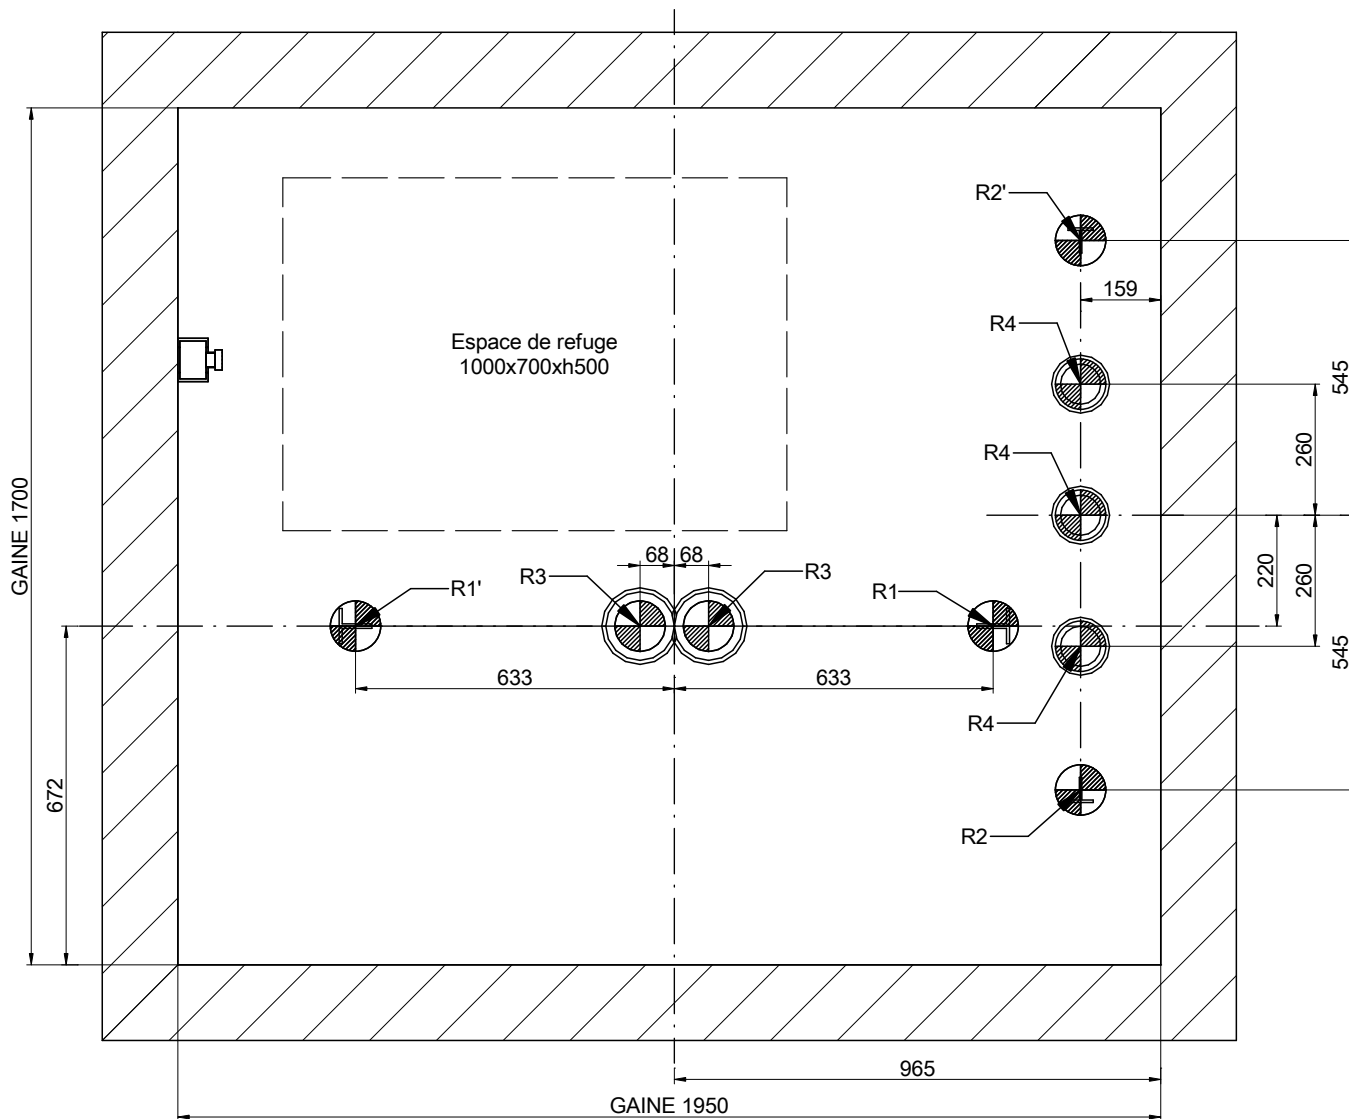 R2'
159
R4
Espace de refuge
1000x700xh500
545
260
R4
GAINE 1700
68
68
220
R3
R3
R1'
R1
260
545
633
633
R4
672
R2
965
GAINE 1950